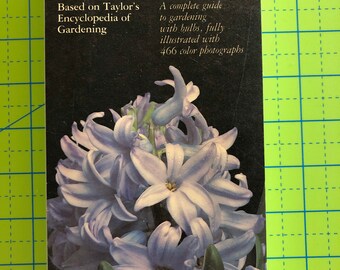 Based on Taylor's
Encyclopedia of
Gardening
A complete guide
to gardening
with bulbs, fully
illustrated with
466 color photographs